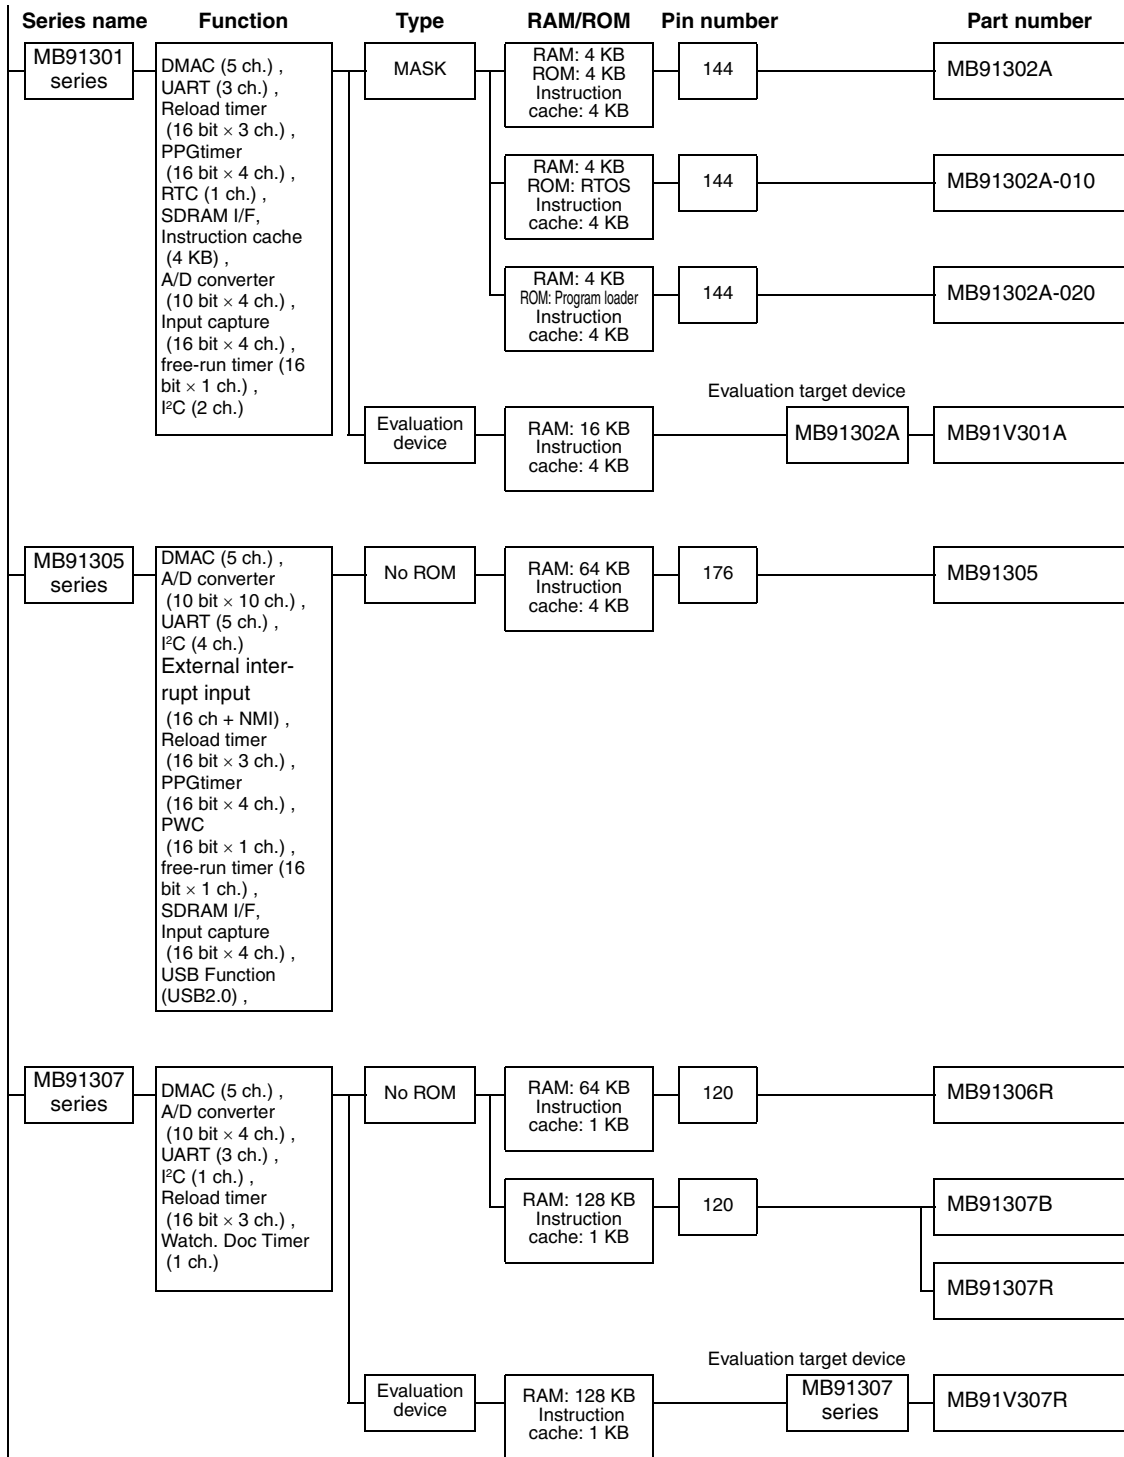 Series name Function Type RAM/ROM Pin number Part number
MB91301
series
DMAC (5 ch.) ,
UART (3 ch.) ,
Reload timer
(16 bit × 3 ch.) ,
PPGtimer
(16 bit × 4 ch.) ,
RTC (1 ch.) ,
SDRAM I/F,
Instruction cache
(4 KB) ,
A/D converter
(10 bit × 4 ch.) ,
Input capture
(16 bit × 4 ch.) ,
free-run timer (16
bit × 1 ch.) ,
I²C (2 ch.)
MASK
RAM: 4 KB
ROM: 4 KB
Instruction
cache: 4 KB
144
MB91302A
RAM: 4 KB
ROM: RTOS
Instruction
cache: 4 KB
144
MB91302A-010
RAM: 4 KB
ROM: Program loader
Instruction
cache: 4 KB
144
MB91302A-020
Evaluation
device
RAM: 16 KB
Instruction
cache: 4 KB
Evaluation target device
MB91302A
MB91V301A
MB91305
series
DMAC (5 ch.) ,
A/D converter
(10 bit × 10 ch.) ,
UART (5 ch.) ,
I²C (4 ch.)
External inter-
rupt input
(16 ch + NMI) ,
Reload timer
(16 bit × 3 ch.) ,
PPGtimer
(16 bit × 4 ch.) ,
PWC
(16 bit × 1 ch.) ,
free-run timer (16
bit × 1 ch.) ,
SDRAM I/F,
Input capture
(16 bit × 4 ch.) ,
USB Function
(USB2.0) ,
No ROM
RAM: 64 KB
Instruction
cache: 4 KB
176
MB91305
MB91307
series
DMAC (5 ch.) ,
A/D converter
(10 bit × 4 ch.) ,
UART (3 ch.) ,
I²C (1 ch.) ,
Reload timer
(16 bit × 3 ch.) ,
Watch. Doc Timer
(1 ch.)
No ROM
RAM: 64 KB
Instruction
cache: 1 KB
120
MB91306R
RAM: 128 KB
Instruction
cache: 1 KB
120
MB91307B
MB91307R
Evaluation
device
RAM: 128 KB
Instruction
cache: 1 KB
Evaluation target device
MB91307
series
MB91V307R